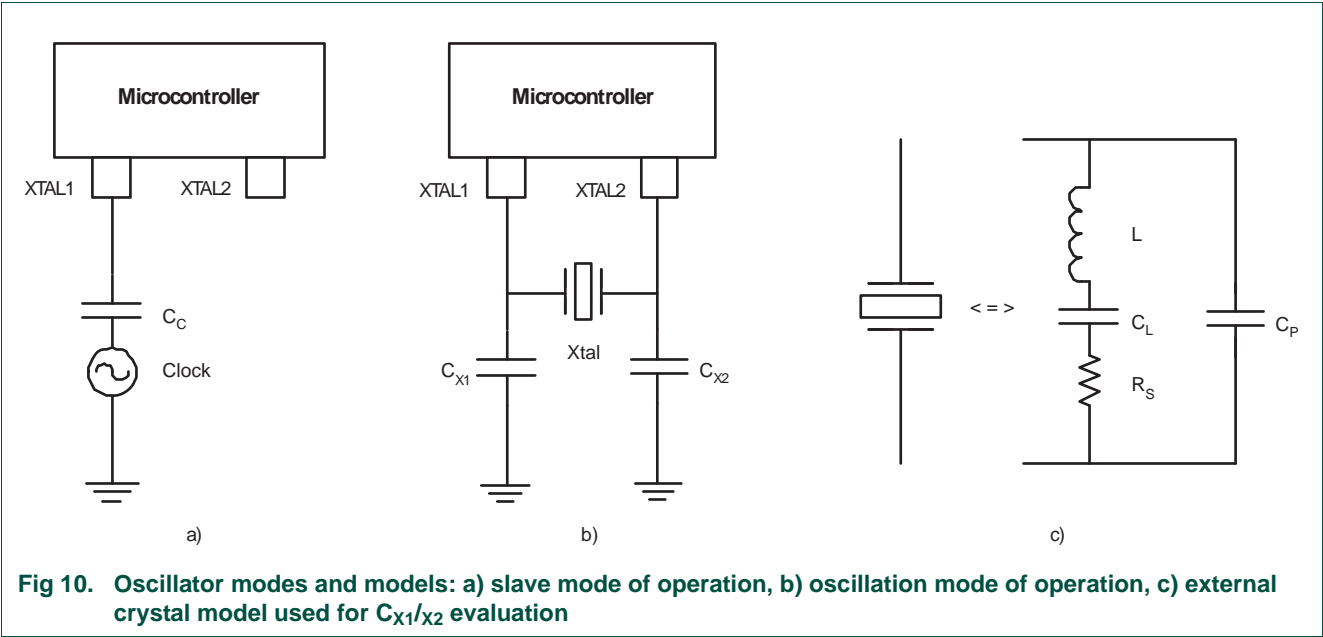 Microcontroller
XTAL1
XTAL2
C_C
Clock
a)
Microcontroller
XTAL1
XTAL2
Xtal
C_X1
C_X2
b)
< = >
L
C_L
R_S
C_P
c)
Fig 10. Oscillator modes and models: a) slave mode of operation, b) oscillation mode of operation, c) external
crystal model used for C_X1/X2 evaluation